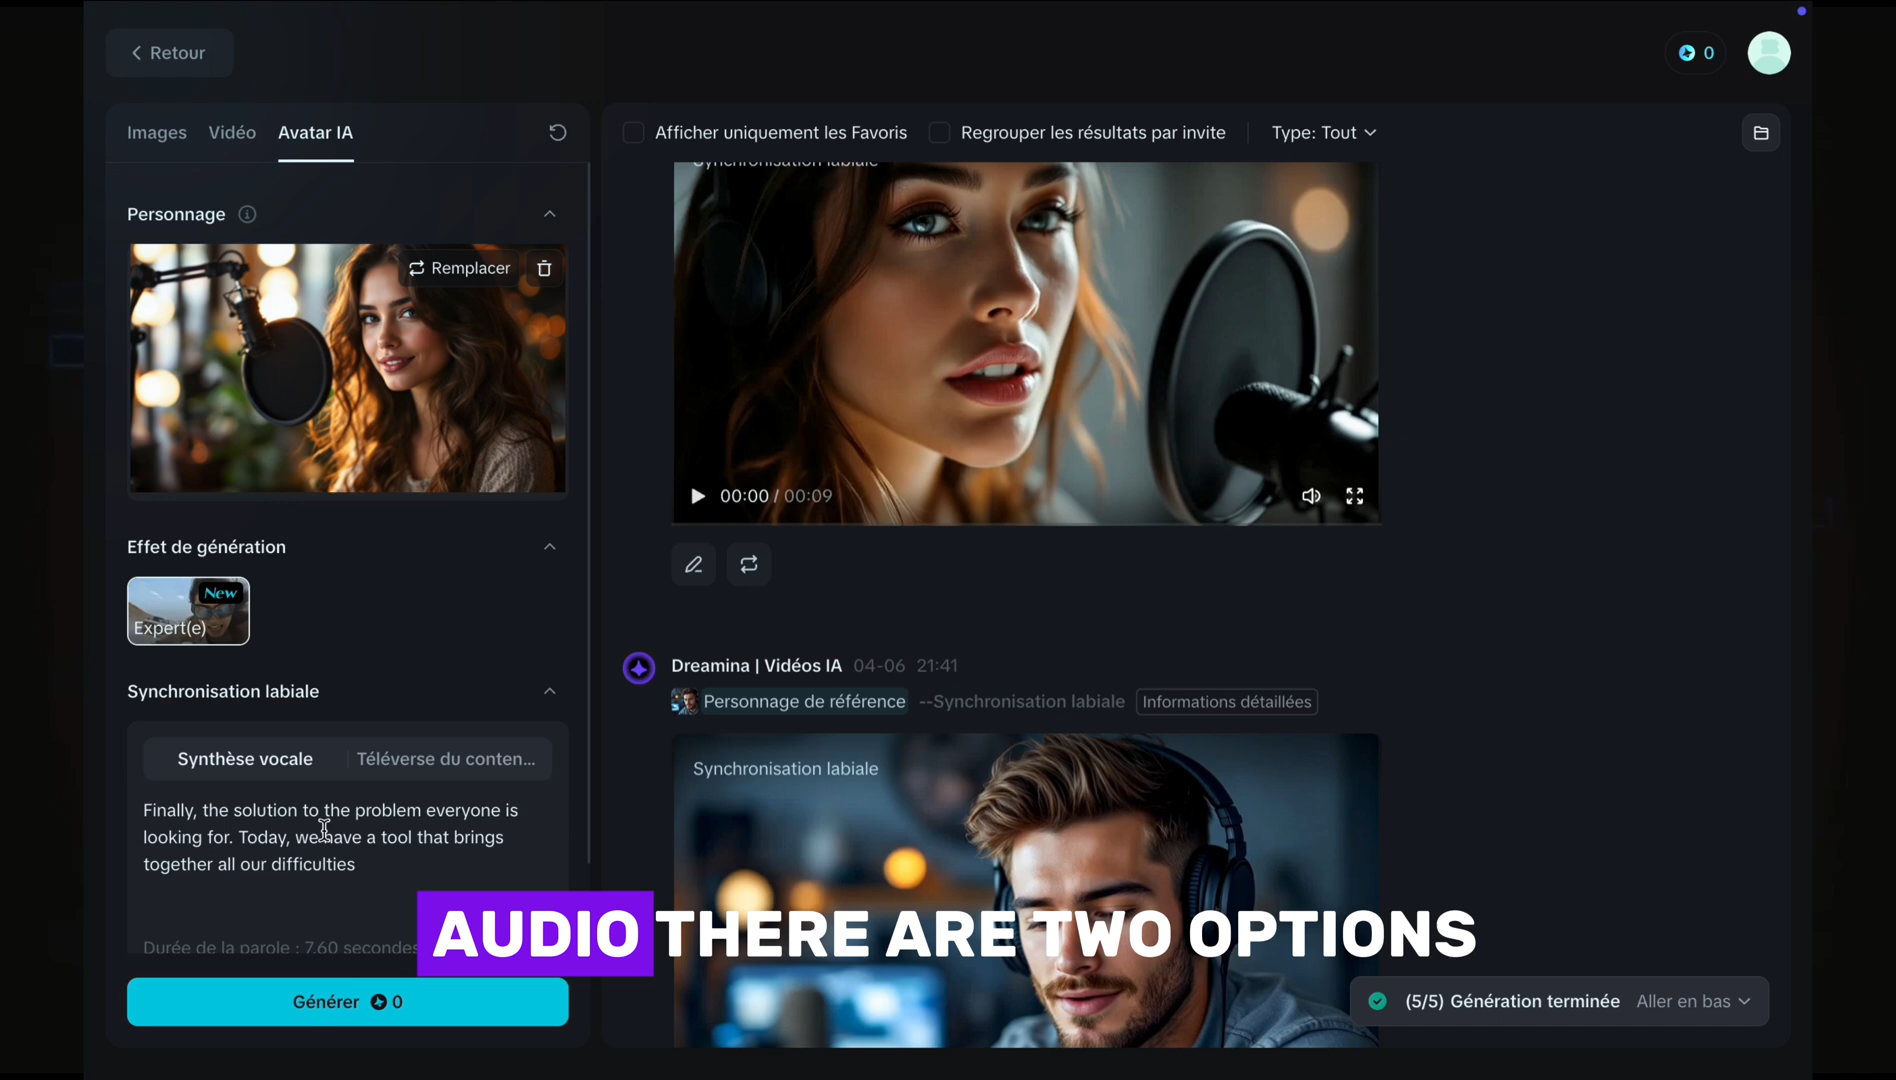 Retour
0
Images Vidéo Avatar IA
Afficher uniquement les Favoris
Regrouper les résultats par invite
Type: Tout
Personnage
Remplacer
Synchronisation labiale
00:00 / 00:09
Effet de génération
New
Expert(e)
Synchronisation labiale
Synthèse vocale
Téléverse du conten...
Finally, the solution to the problem everyone is
looking for. Today, we have a tool that brings
together all our difficulties
Durée de la parole : 7.60 secondes
Générer 0
Dreamina | Vidéos IA 04-06 21:41
Personnage de référence --Synchronisation labiale Informations détaillées
Synchronisation labiale
AUDIO THERE ARE TWO OPTIONS
(5/5) Génération terminée Aller en bas